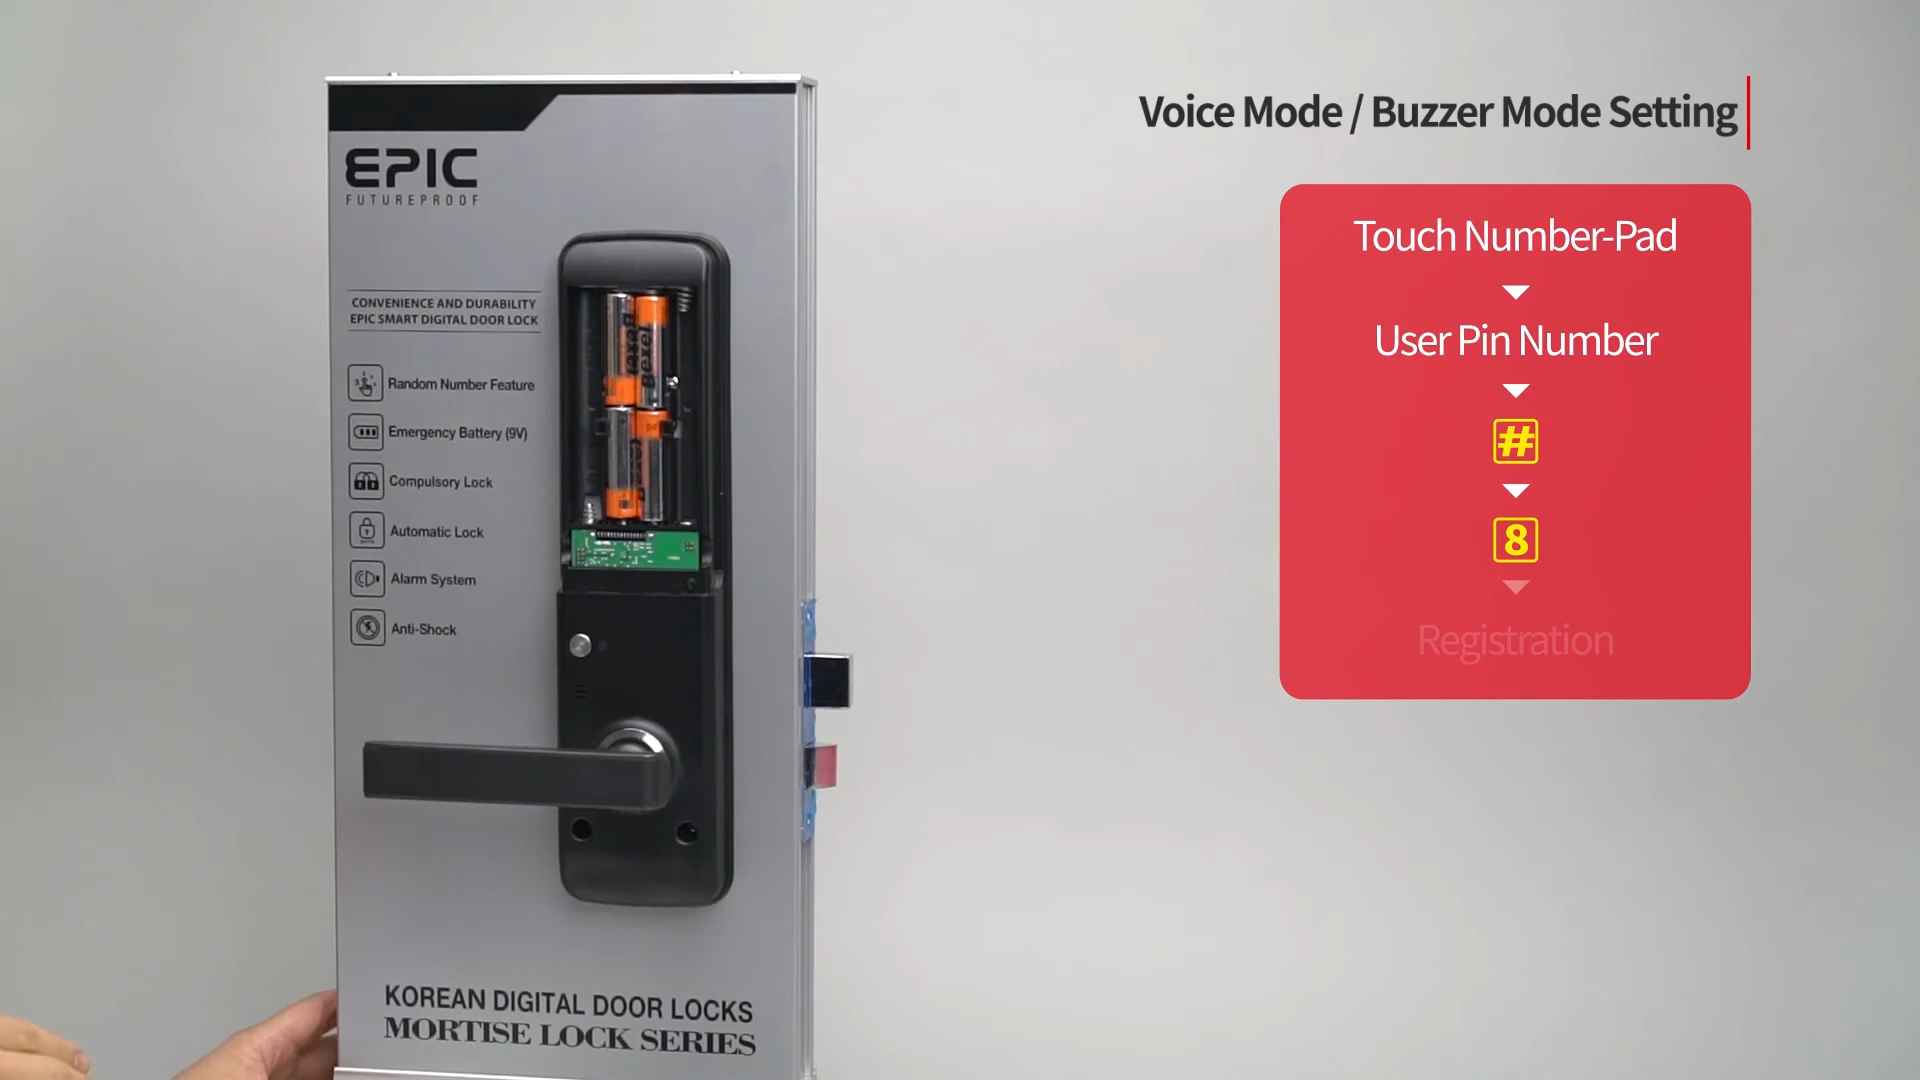 Voice Mode / Buzzer Mode Setting
Touch Number-Pad
User Pin Number
#
8
Registration
EPIC
FUTUREPROOF
CONVENIENCE AND DURABILITY
EPIC SMART DIGITAL DOOR LOCK
Random Number Feature
Emergency Battery (9V)
Compulsory Lock
Automatic Lock
Alarm System
Anti-Shock
Bexel
Bexel
KOREAN DIGITAL DOOR LOCKS
MORTISE LOCK SERIES